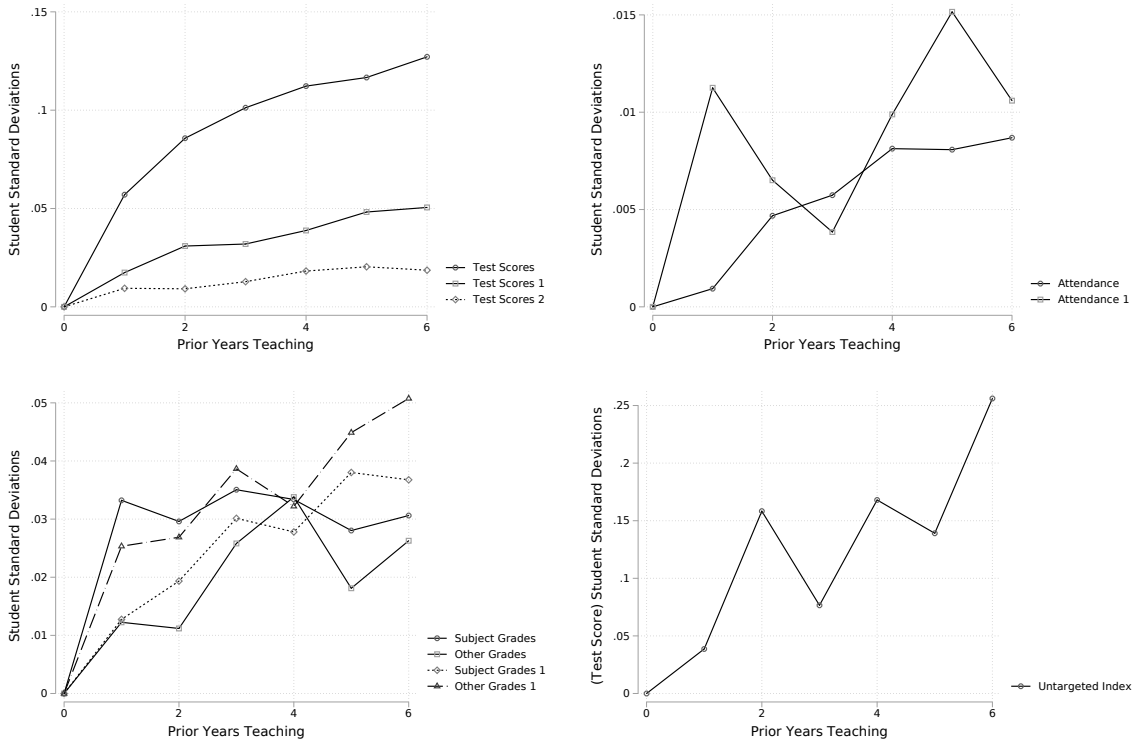 .15
.1
.05
0
0
2
4
6
Student Standard Deviations
Prior Years Teaching
Test Scores
Test Scores 1
Test Scores 2
.015
.01
.005
0
0
2
4
6
Student Standard Deviations
Prior Years Teaching
Attendance
Attendance 1
.05
.04
.03
.02
.01
0
0
2
4
6
Student Standard Deviations
Prior Years Teaching
Subject Grades
Other Grades
Subject Grades 1
Other Grades 1
.25
.2
.15
.1
.05
0
0
2
4
6
(Test Score) Student Standard Deviations
Prior Years Teaching
Untargeted Index